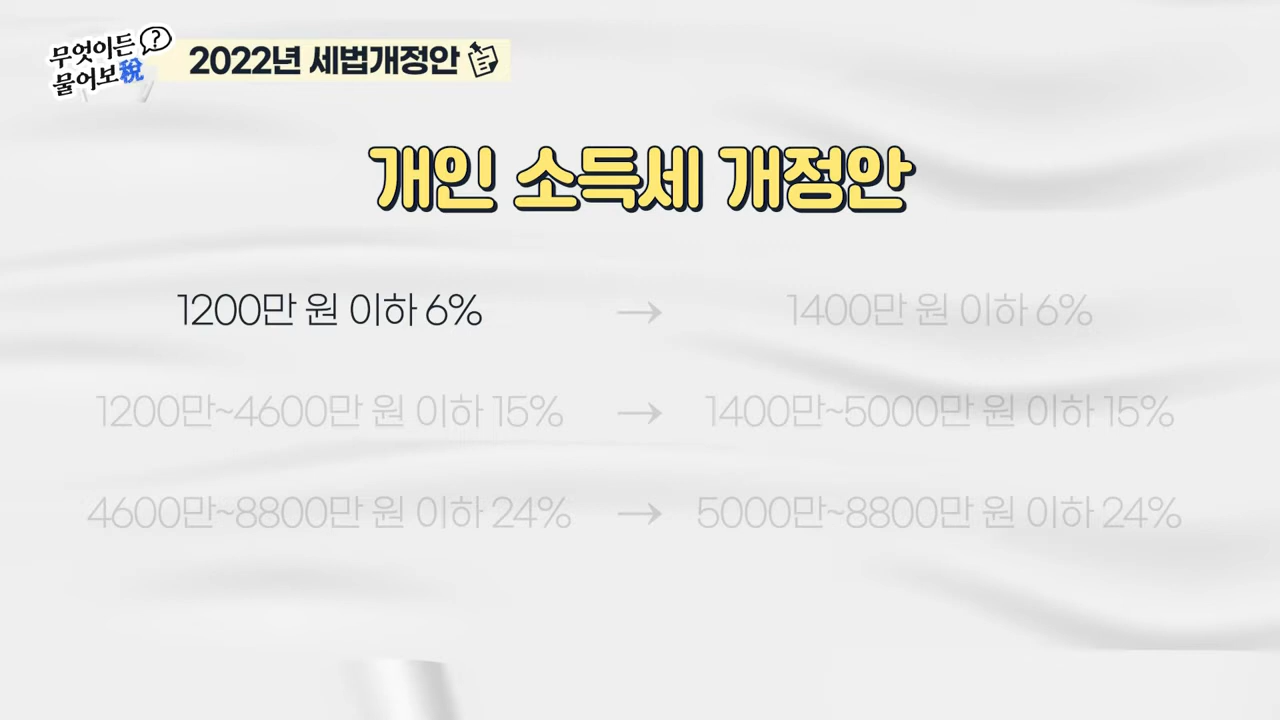 무엇이든
물어보稅
?
2022년 세법개정안
개인 소득세 개정안
1200만 원 이하 6% → 1400만 원 이하 6%
1200만~4600만 원 이하 15% → 1400만~5000만 원 이하 15%
4600만~8800만 원 이하 24% → 5000만~8800만 원 이하 24%